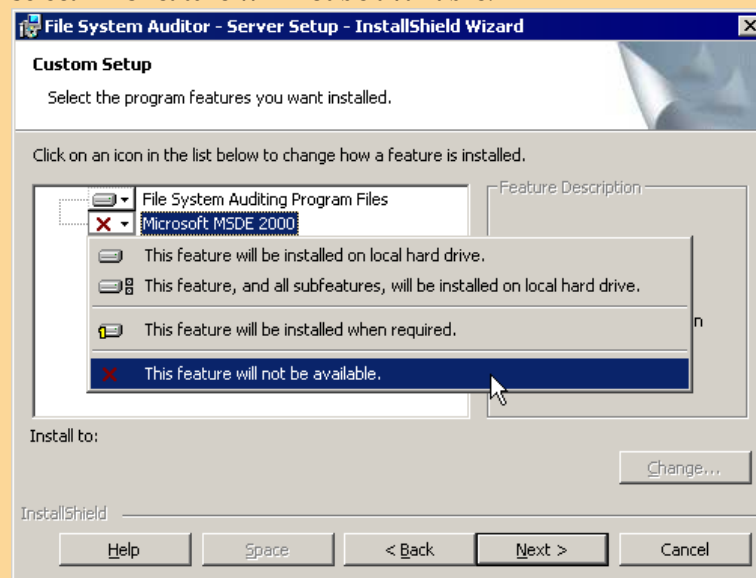 File System Auditor - Server Setup - InstallShield Wizard
Custom Setup
Select the program features you want installed.
Click on an icon in the list below to change how a feature is installed.
File System Auditing Program Files
Feature Description
Microsoft MSDE 2000
This feature will be installed on local hard drive.
This feature, and all subfeatures, will be installed on local hard drive.
This feature will be installed when required.
n
This feature will not be available.
Install to:
Change...
InstallShield
Help
Space
< Back
Next >
Cancel